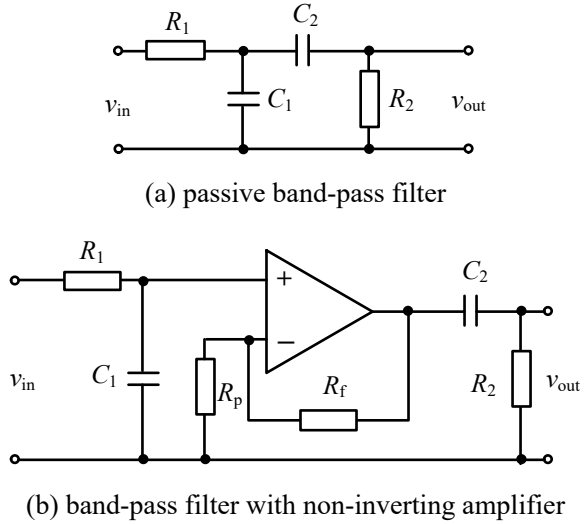 R1
C2
vin
C1
R2
vout
(a) passive band-pass filter
R1
+
C2
vin
C1
−
Rp
Rf
R2
vout
(b) band-pass filter with non-inverting amplifier